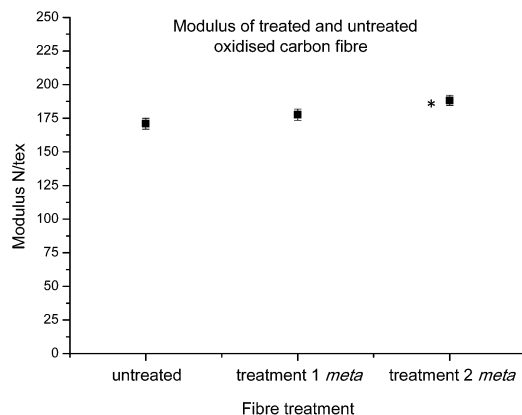 Modulus of treated and untreated
oxidised carbon fibre
250
225
200
175
150
125
100
75
50
25
0
*
Modulus N/tex
untreated
treatment 1 meta
treatment 2 meta
Fibre treatment